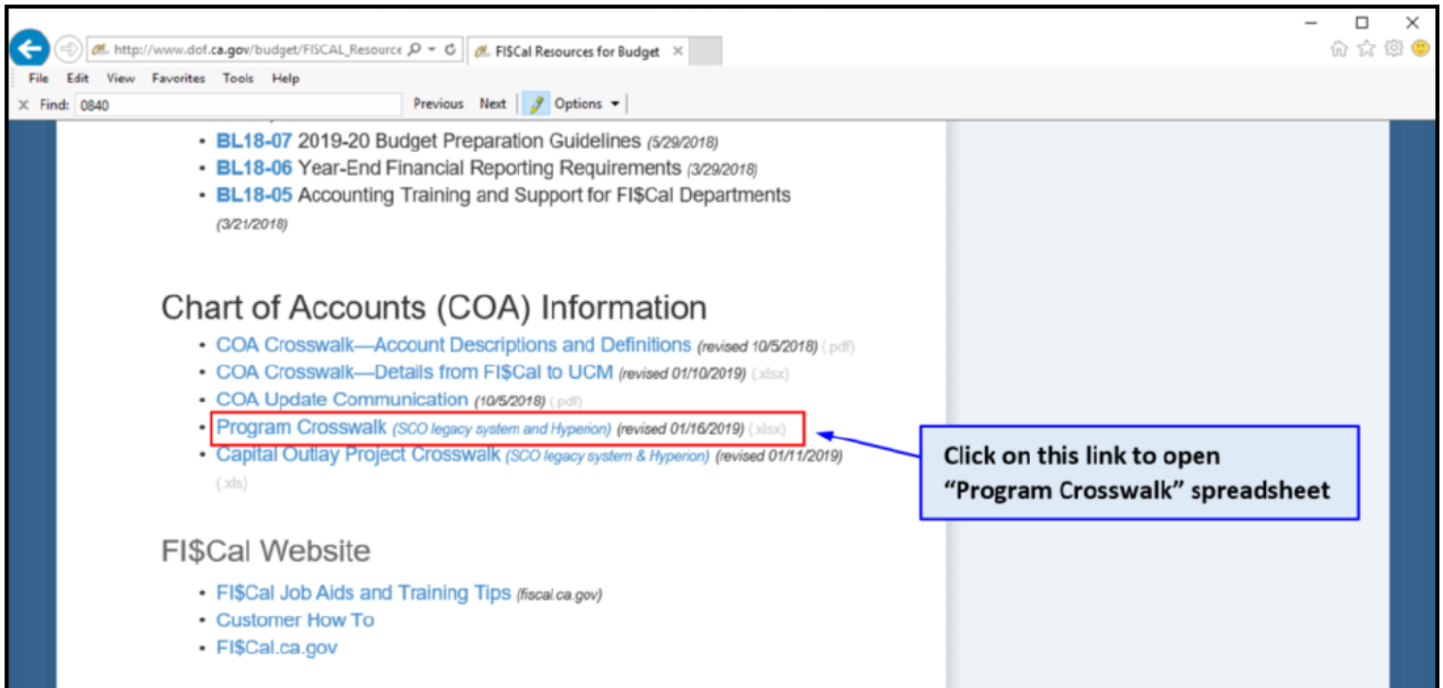 http://www.dof.ca.gov/budget/FISCAL_Resource
FI$Cal Resources for Budget
File Edit View Favorites Tools Help
Find: 0840 Previous Next Options
• BL18-07 2019-20 Budget Preparation Guidelines (5/29/2018)
• BL18-06 Year-End Financial Reporting Requirements (3/29/2018)
• BL18-05 Accounting Training and Support for FI$Cal Departments
(3/21/2018)
Chart of Accounts (COA) Information
• COA Crosswalk—Account Descriptions and Definitions (revised 10/5/2018) (.pdf)
• COA Crosswalk—Details from FI$Cal to UCM (revised 01/10/2019) (.xlsx)
• COA Update Communication (10/5/2018) (.pdf)
• Program Crosswalk (SCO legacy system and Hyperion) (revised 01/16/2019) (.xlsx)
• Capital Outlay Project Crosswalk (SCO legacy system & Hyperion) (revised 01/11/2019)
(.xls)
Click on this link to open
“Program Crosswalk” spreadsheet
FI$Cal Website
• FI$Cal Job Aids and Training Tips (fiscal.ca.gov)
• Customer How To
• FI$Cal.ca.gov